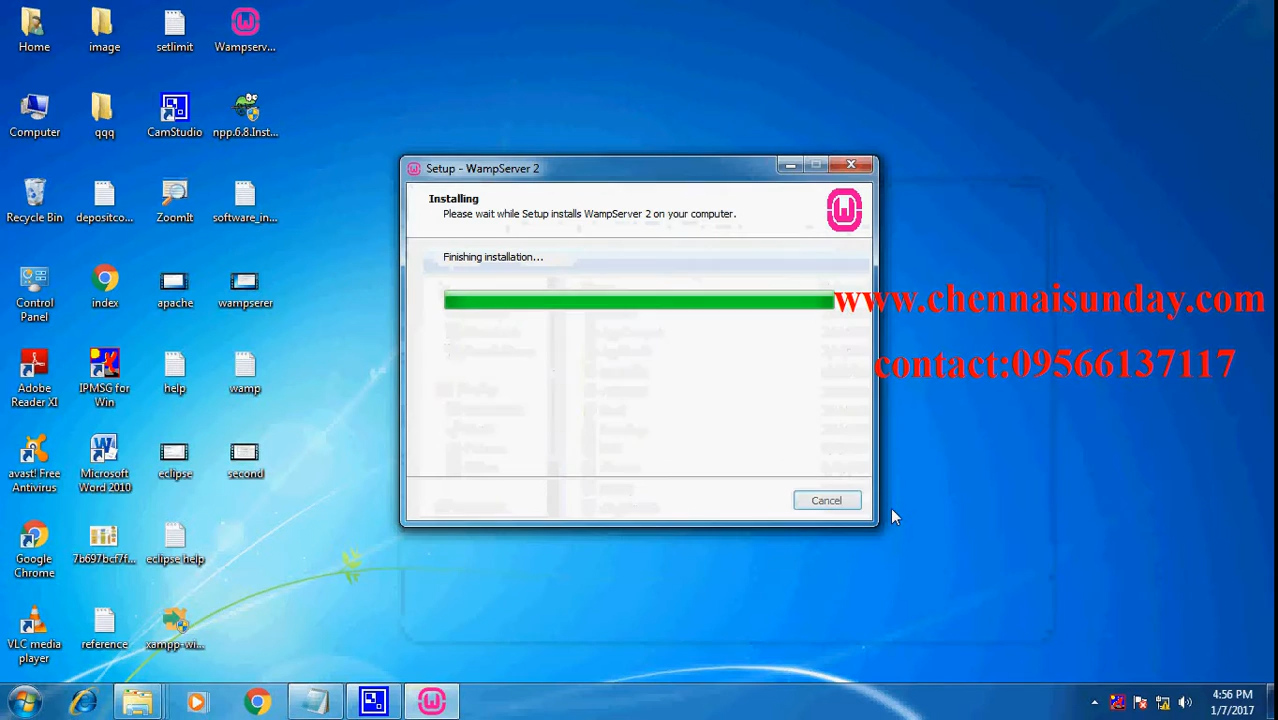 Home
image
setlimit
Wampserv...
Computer
qqq
CamStudio
npp.6.8.Inst...
Recycle Bin
depositco...
ZoomIt
software_in...
Control
Panel
index
apache
wampserer
Adobe
Reader XI
IPMSG for
Win
help
wamp
avast! Free
Antivirus
Microsoft
Word 2010
eclipse
second
Google
Chrome
7b697bcf7f...
eclipse help
VLC media
player
reference
xampp-wi...
Setup - WampServer 2
Installing
Please wait while Setup installs WampServer 2 on your computer.
Finishing installation...
Cancel
www.chennaisunday.com
contact:09566137117
4:56 PM
1/7/2017